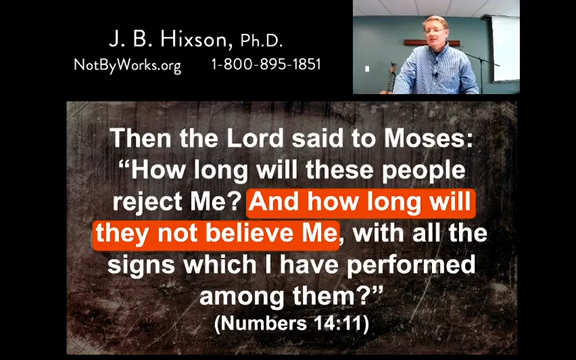 J. B. Hixson, Ph.D.
NotByWorks.org 1-800-895-1851
Then the Lord said to Moses:
“How long will these people
reject Me? And how long will
they not believe Me, with all the
signs which I have performed
among them?”
(Numbers 14:11)